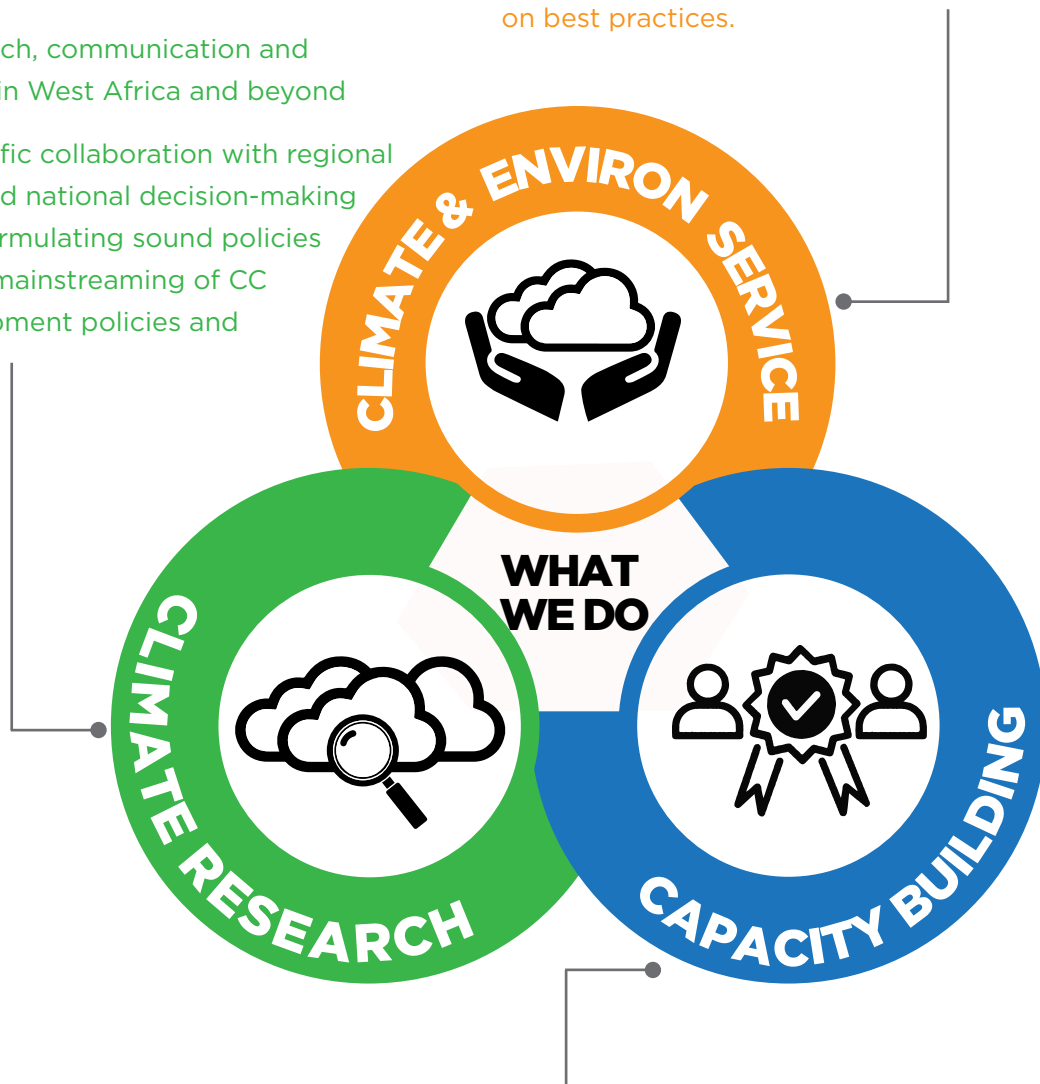 on best practices.
ch, communication and
in West Africa and beyond
fic collaboration with regional
d national decision-making
rmulating sound policies
mainstreaming of CC
pment policies and
CLIMATE & ENVIRON SERVICE
WHAT
WE DO
CLIMATE RESEARCH
CAPACITY BUILDING